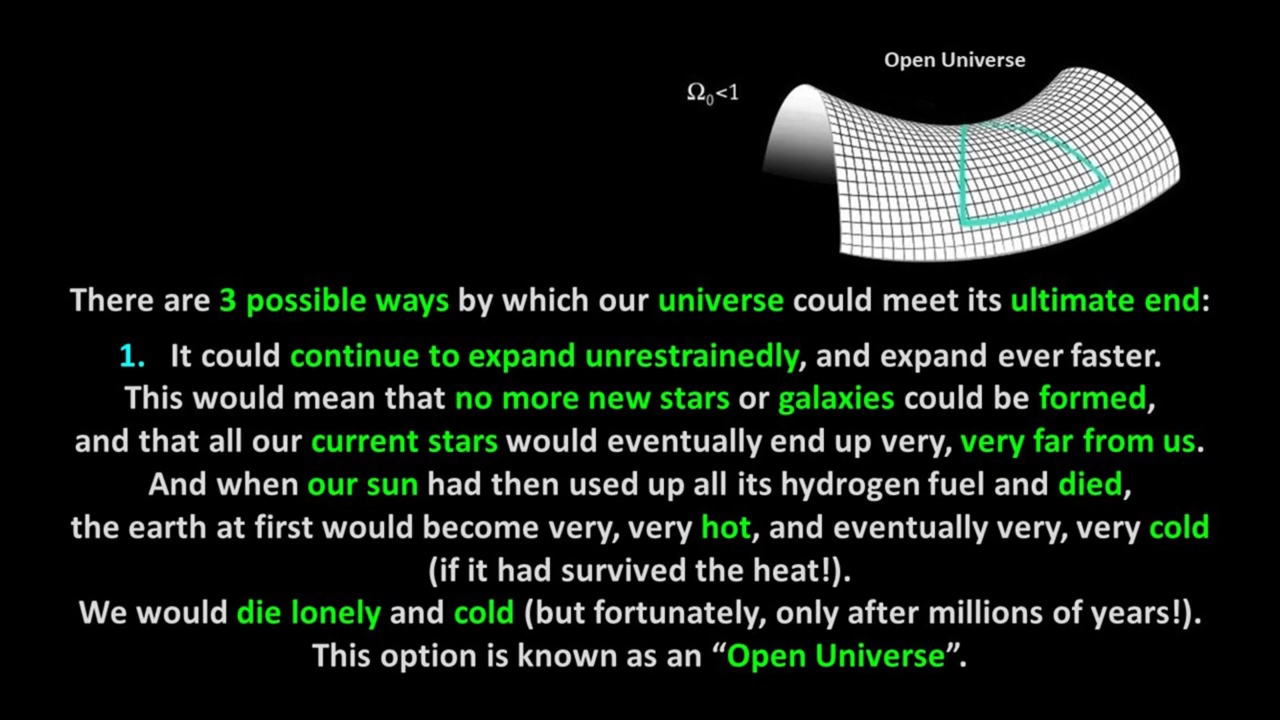 Open Universe
Ω₀<1
There are 3 possible ways by which our universe could meet its ultimate end:
1. It could continue to expand unrestrainedly, and expand ever faster.
This would mean that no more new stars or galaxies could be formed,
and that all our current stars would eventually end up very, very far from us.
And when our sun had then used up all its hydrogen fuel and died,
the earth at first would become very, very hot, and eventually very, very cold
(if it had survived the heat!).
We would die lonely and cold (but fortunately, only after millions of years!).
This option is known as an “Open Universe”.